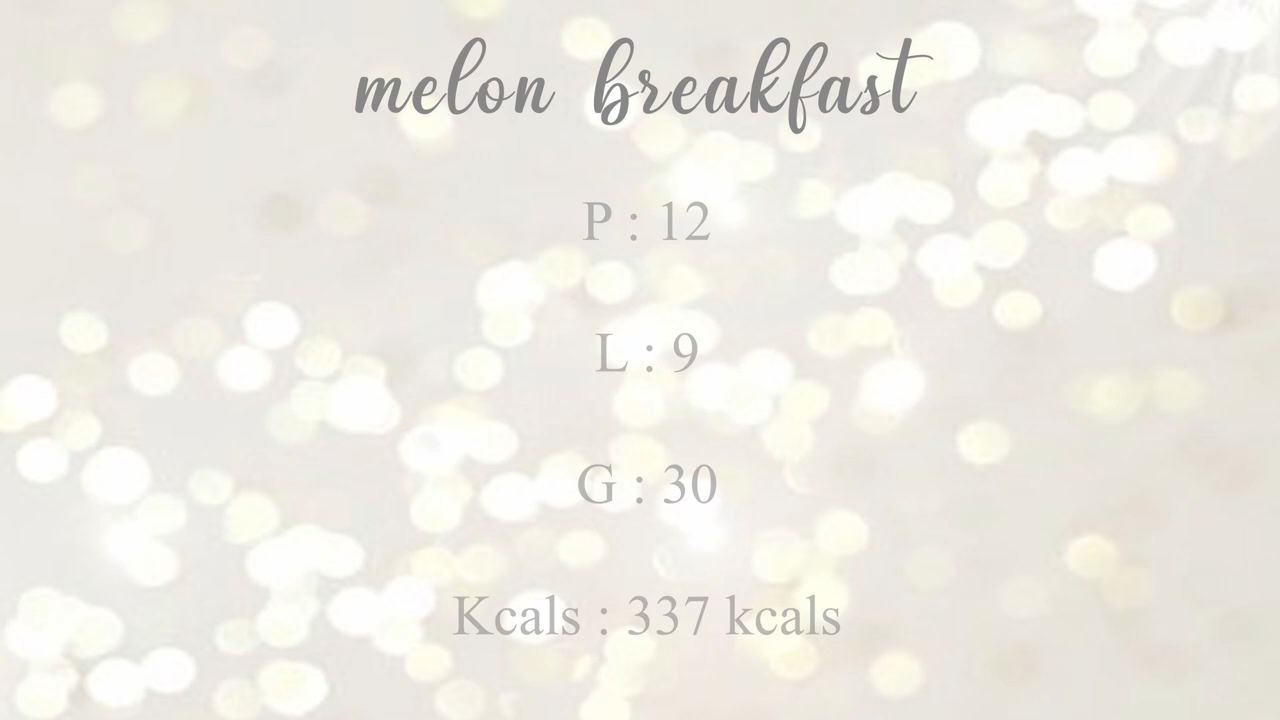 melon breakfast
P : 12
L : 9
G : 30
Kcals : 337 kcals